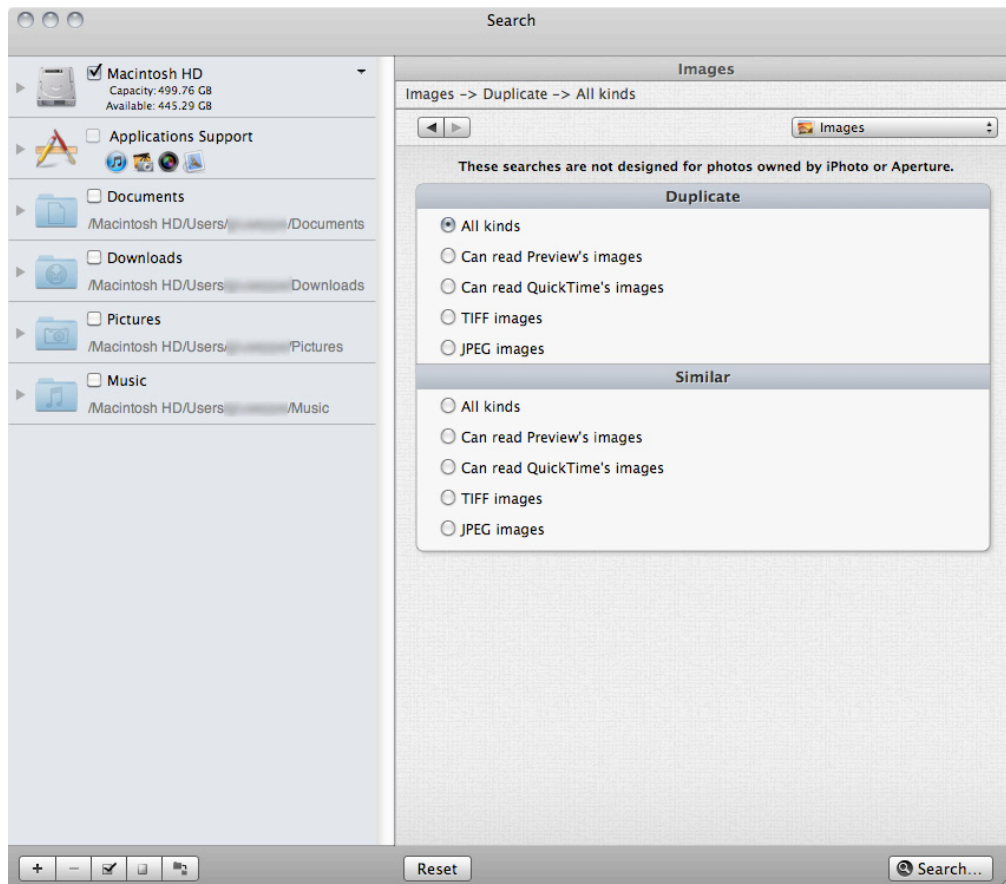 Search
Macintosh HD
Capacity: 499.76 GB
Available: 445.29 GB
Applications Support
Documents
/Macintosh HD/Users/ /Documents
Downloads
/Macintosh HD/Users Downloads
Pictures
/Macintosh HD/Users/ /Pictures
Music
/Macintosh HD/Users /Music
Images
Images -> Duplicate -> All kinds
Images
These searches are not designed for photos owned by iPhoto or Aperture.
Duplicate
All kinds
Can read Preview's images
Can read QuickTime's images
TIFF images
JPEG images
Similar
All kinds
Can read Preview's images
Can read QuickTime's images
TIFF images
JPEG images
Reset
Search...